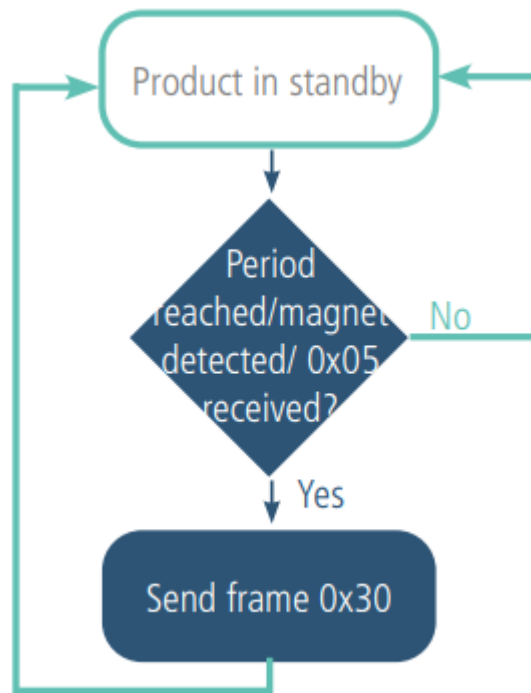 Product in standby
Period
reached/magnet
detected/ 0x05
received?
No
Yes
Send frame 0x30